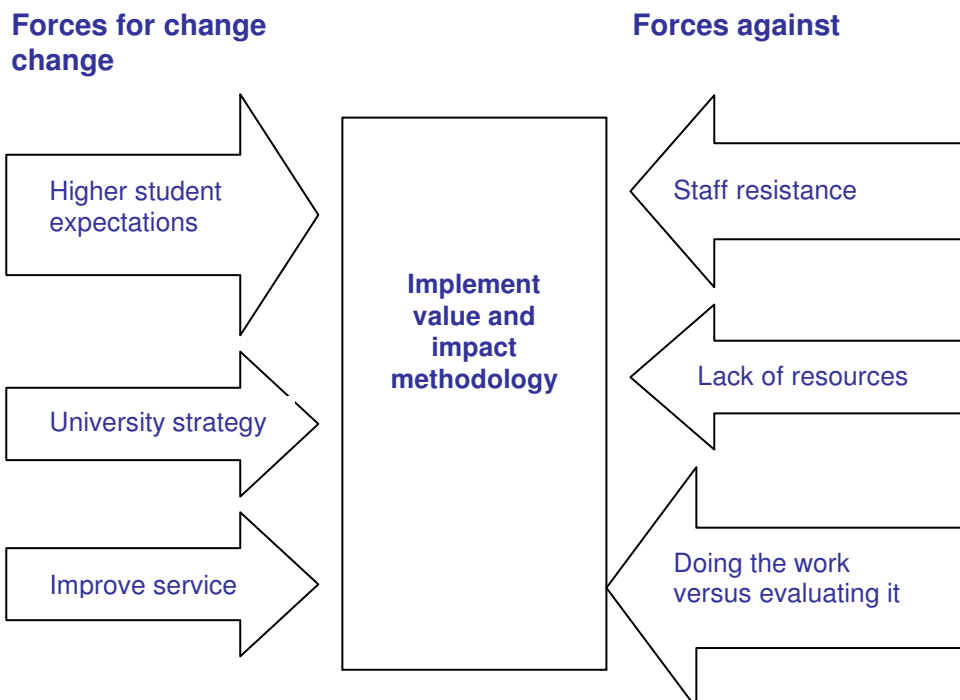 Forces for change
change
Forces against
Higher student
expectations
University strategy
Improve service
Implement
value and
impact
methodology
Staff resistance
Lack of resources
Doing the work
versus evaluating it